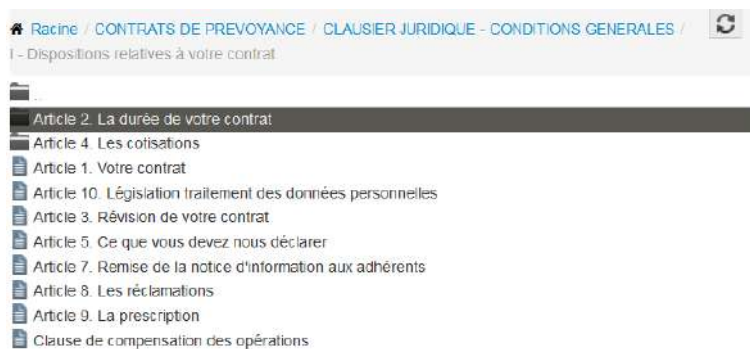 Racine / CONTRATS DE PREVOYANCE / CLAUSIER JURIDIQUE - CONDITIONS GENERALES /
I - Dispositions relatives à votre contrat
..
Article 2. La durée de votre contrat
Article 4. Les cotisations
Article 1. Votre contrat
Article 10. Législation traitement des données personnelles
Article 3. Révision de votre contrat
Article 5. Ce que vous devez nous déclarer
Article 7. Remise de la notice d'information aux adhérents
Article 8. Les réclamations
Article 9. La prescription
Clause de compensation des opérations